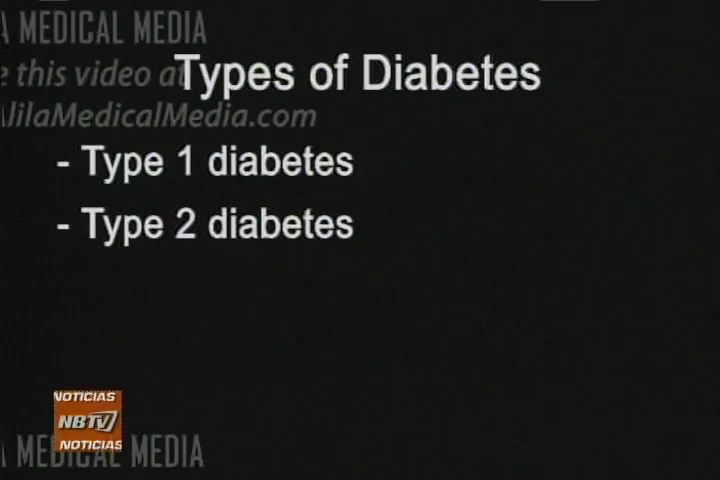 MEDICAL MEDIA
this video at
Types of Diabetes
AlilaMedicalMedia.com
- Type 1 diabetes
- Type 2 diabetes
NOTICIAS
NBTV
NOTICIAS
MEDICAL MEDIA